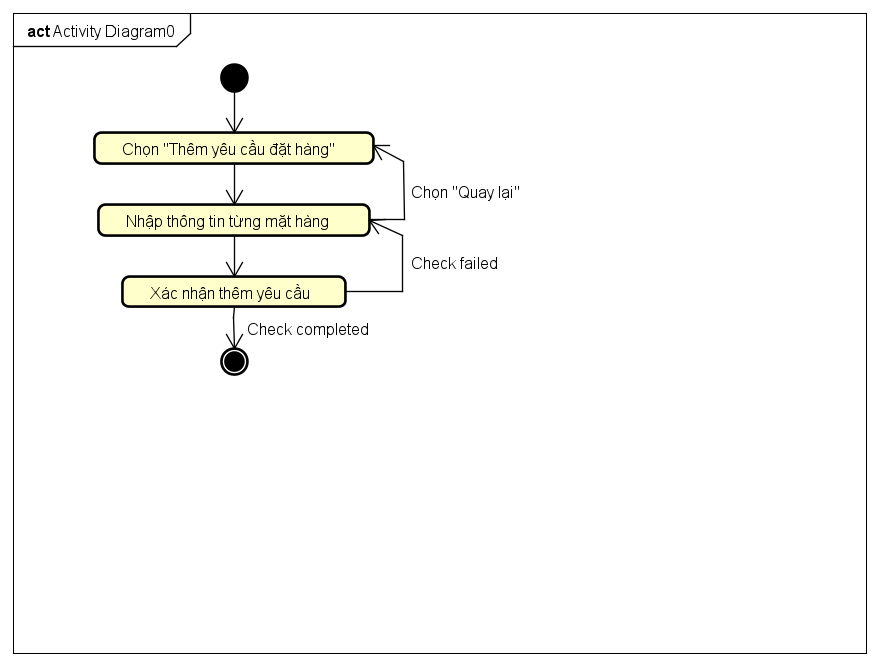 act Activity Diagram0
Chọn "Thêm yêu cầu đặt hàng"
Chọn "Quay lại"
Nhập thông tin từng mặt hàng
Check failed
Xác nhận thêm yêu cầu
Check completed